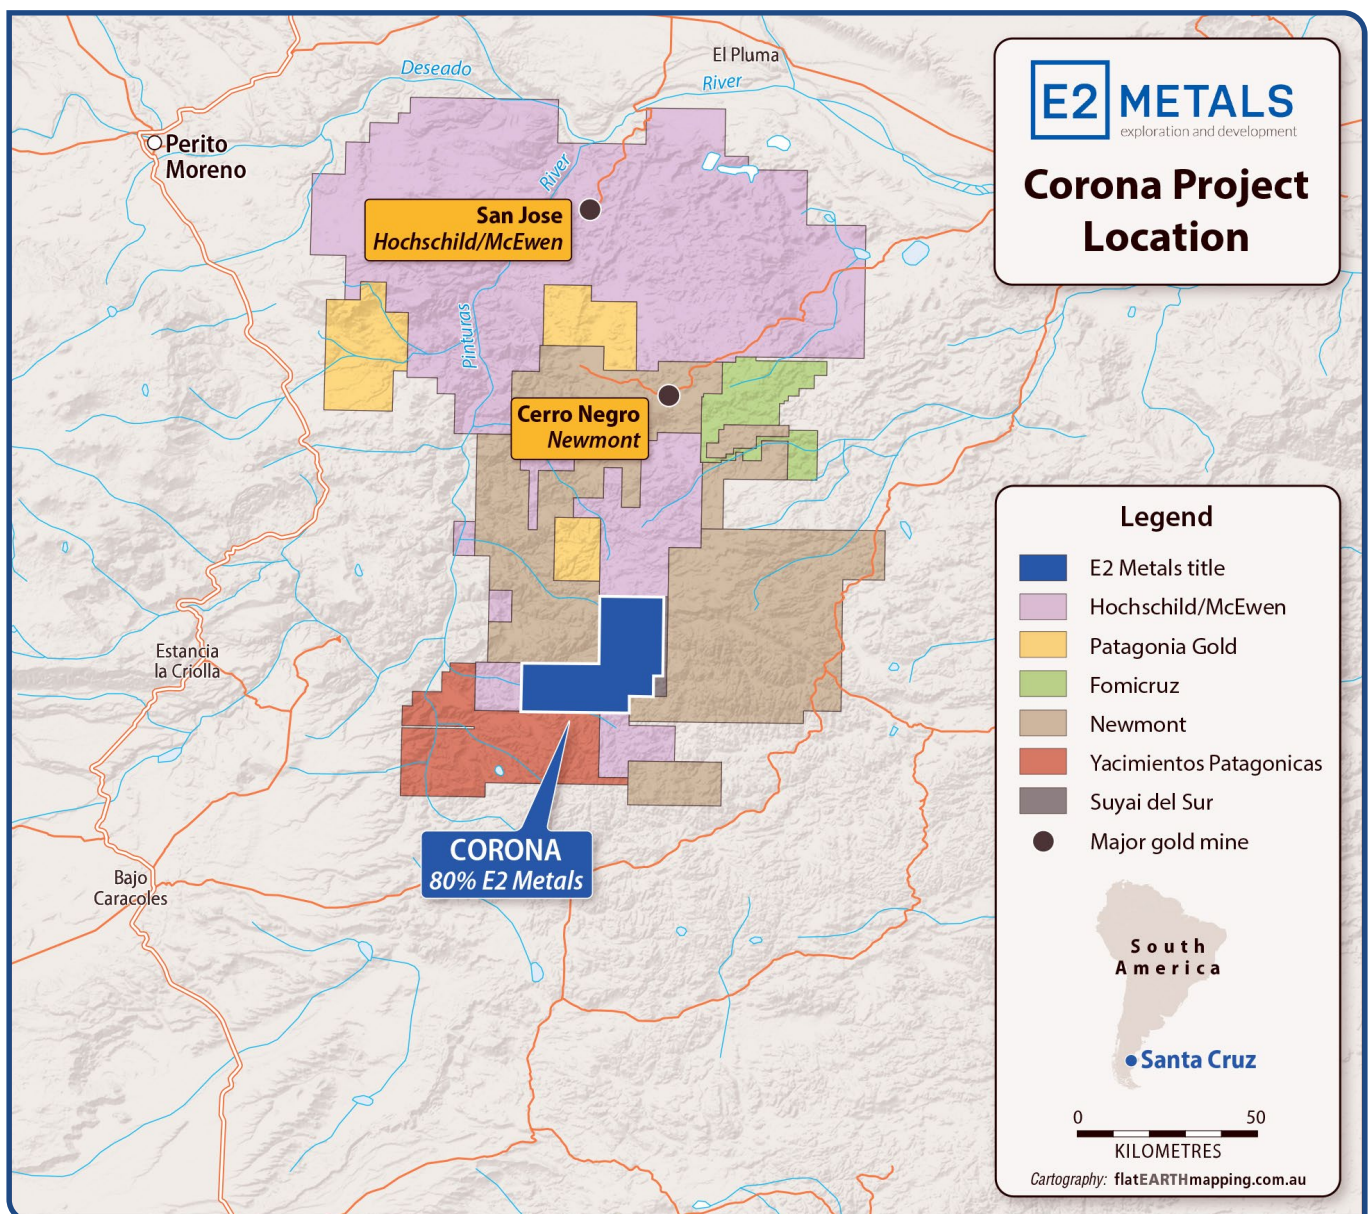 El Pluma
Deseado
River
Perito
Moreno
River
San Jose
Hochschild/McEwen
Pinturas
Cerro Negro
Newmont
Estancia
la Criolla
CORONA
80% E2 Metals
Bajo
Caracoles
E2 METALS
exploration and development
Corona Project
Location
Legend
E2 Metals title
Hochschild/McEwen
Patagonia Gold
Fomicruz
Newmont
Yacimientos Patagonicas
Suyai del Sur
Major gold mine
South
America
Santa Cruz
0 50
KILOMETRES
Cartography: flatEARTHmapping.com.au